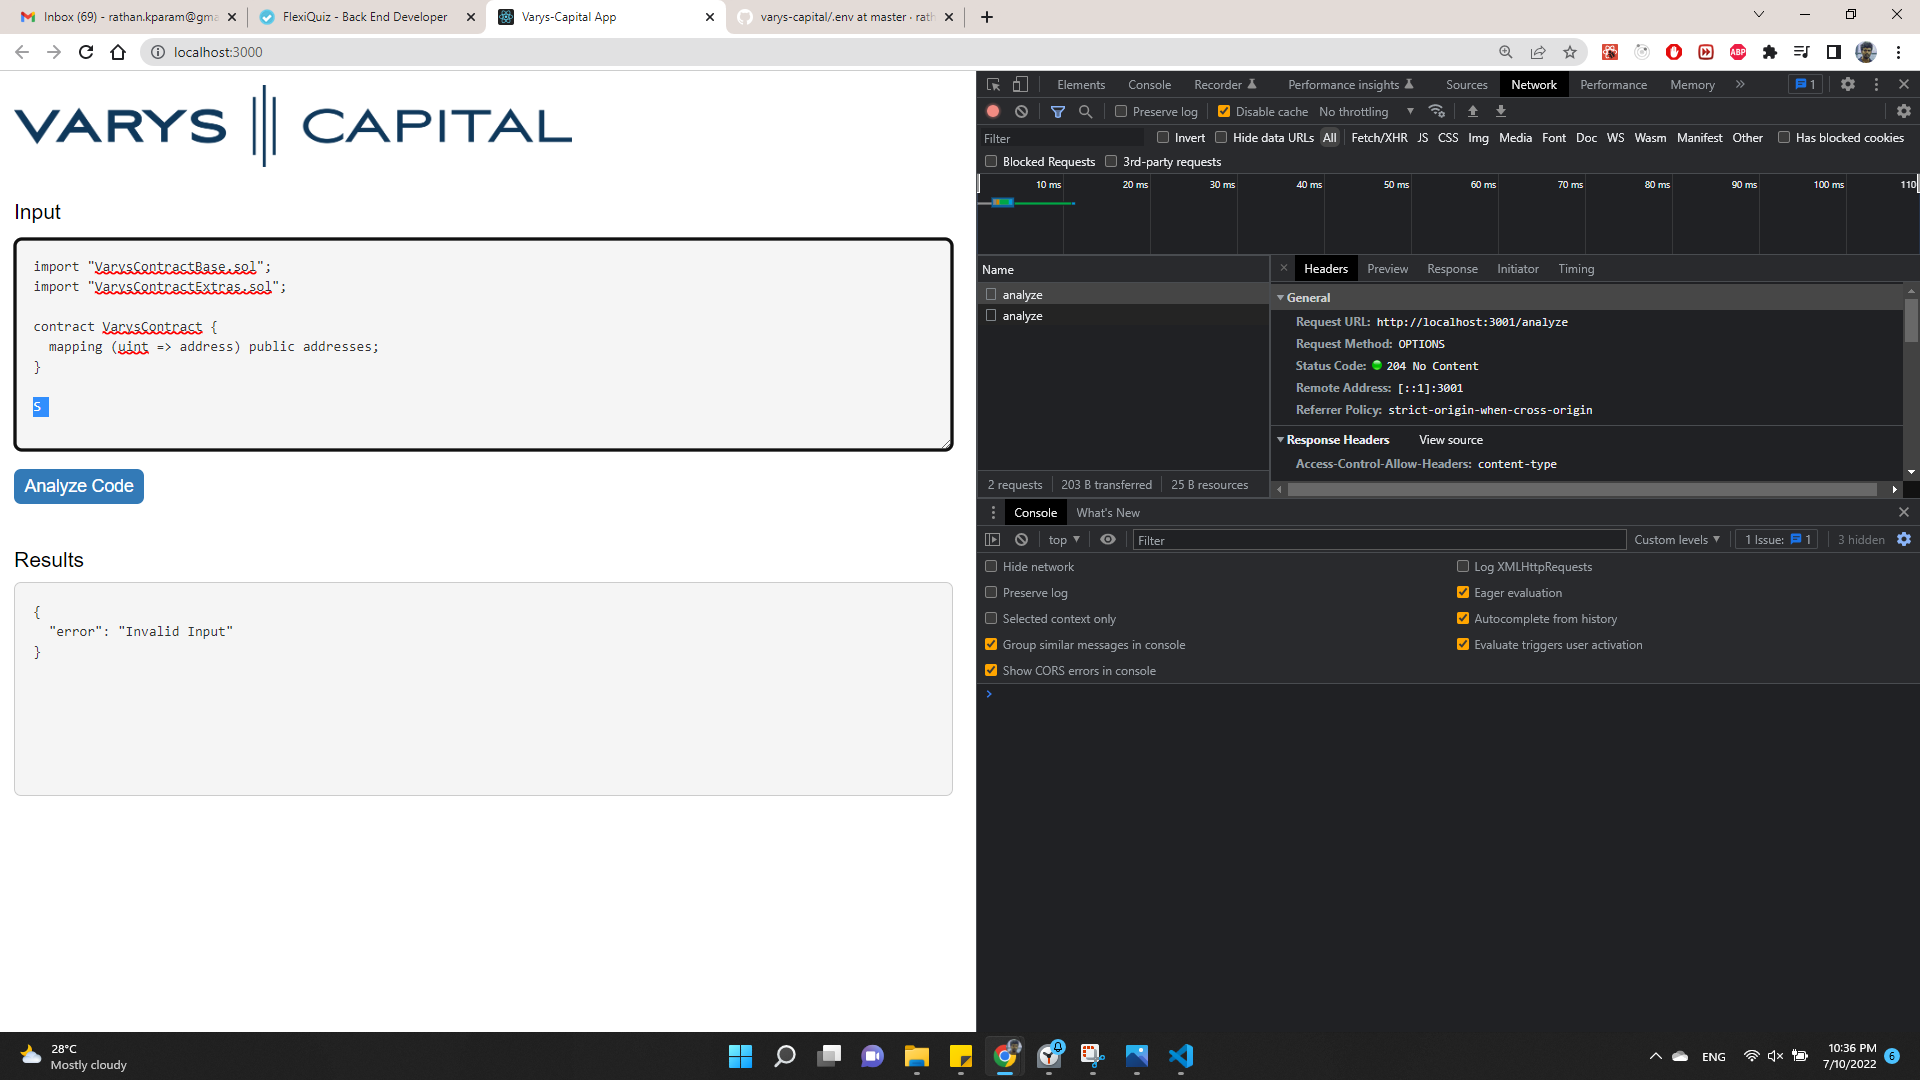 Inbox (69) - rathan.kparam@gma
FlexiQuiz - Back End Developer
Varys-Capital App
varys-capital/.env at master · rath
localhost:3000
VARYS CAPITAL
Input
import "VarysContractBase.sol";
import "VarysContractExtras.sol";
contract VarysContract {
mapping (uint => address) public addresses;
}
S
Analyze Code
Results
{
"error": "Invalid Input"
}
Elements Console Recorder Performance insights Sources Network Performance Memory » 1
Preserve log Disable cache No throttling
Filter Invert Hide data URLs All Fetch/XHR JS CSS Img Media Font Doc WS Wasm Manifest Other Has blocked cookies
Blocked Requests 3rd-party requests
10 ms 20 ms 30 ms 40 ms 50 ms 60 ms 70 ms 80 ms 90 ms 100 ms 110
Name
analyze
analyze
2 requests 203 B transferred 25 B resources
Headers Preview Response Initiator Timing
General
Request URL: http://localhost:3001/analyze
Request Method: OPTIONS
Status Code: 204 No Content
Remote Address: [::1]:3001
Referrer Policy: strict-origin-when-cross-origin
Response Headers View source
Access-Control-Allow-Headers: content-type
Console What's New
top Filter Custom levels 1 Issue: 1 3 hidden
Hide network Log XMLHttpRequests
Preserve log Eager evaluation
Selected context only Autocomplete from history
Group similar messages in console Evaluate triggers user activation
Show CORS errors in console
28°C
Mostly cloudy
ENG
10:36 PM
7/10/2022
6